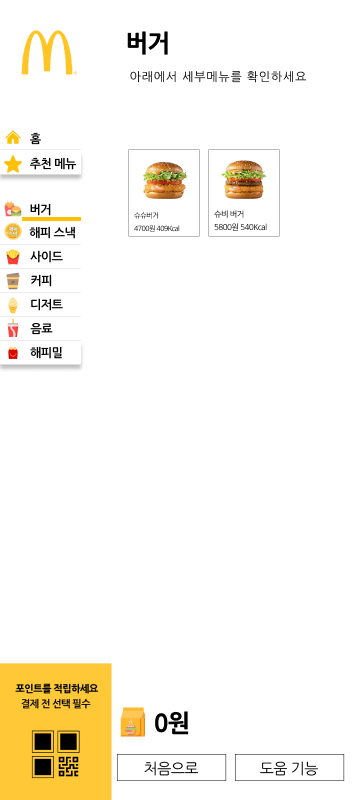 버거
아래에서 세부메뉴를 확인하세요
홈
추천 메뉴
버거
해피 스낵
사이드
커피
디저트
음료
해피밀
슈슈버거
4700원 409Kcal
슈비 버거
5800원 540Kcal
포인트를 적립하세요
결제 전 선택 필수
0원
처음으로
도움 기능